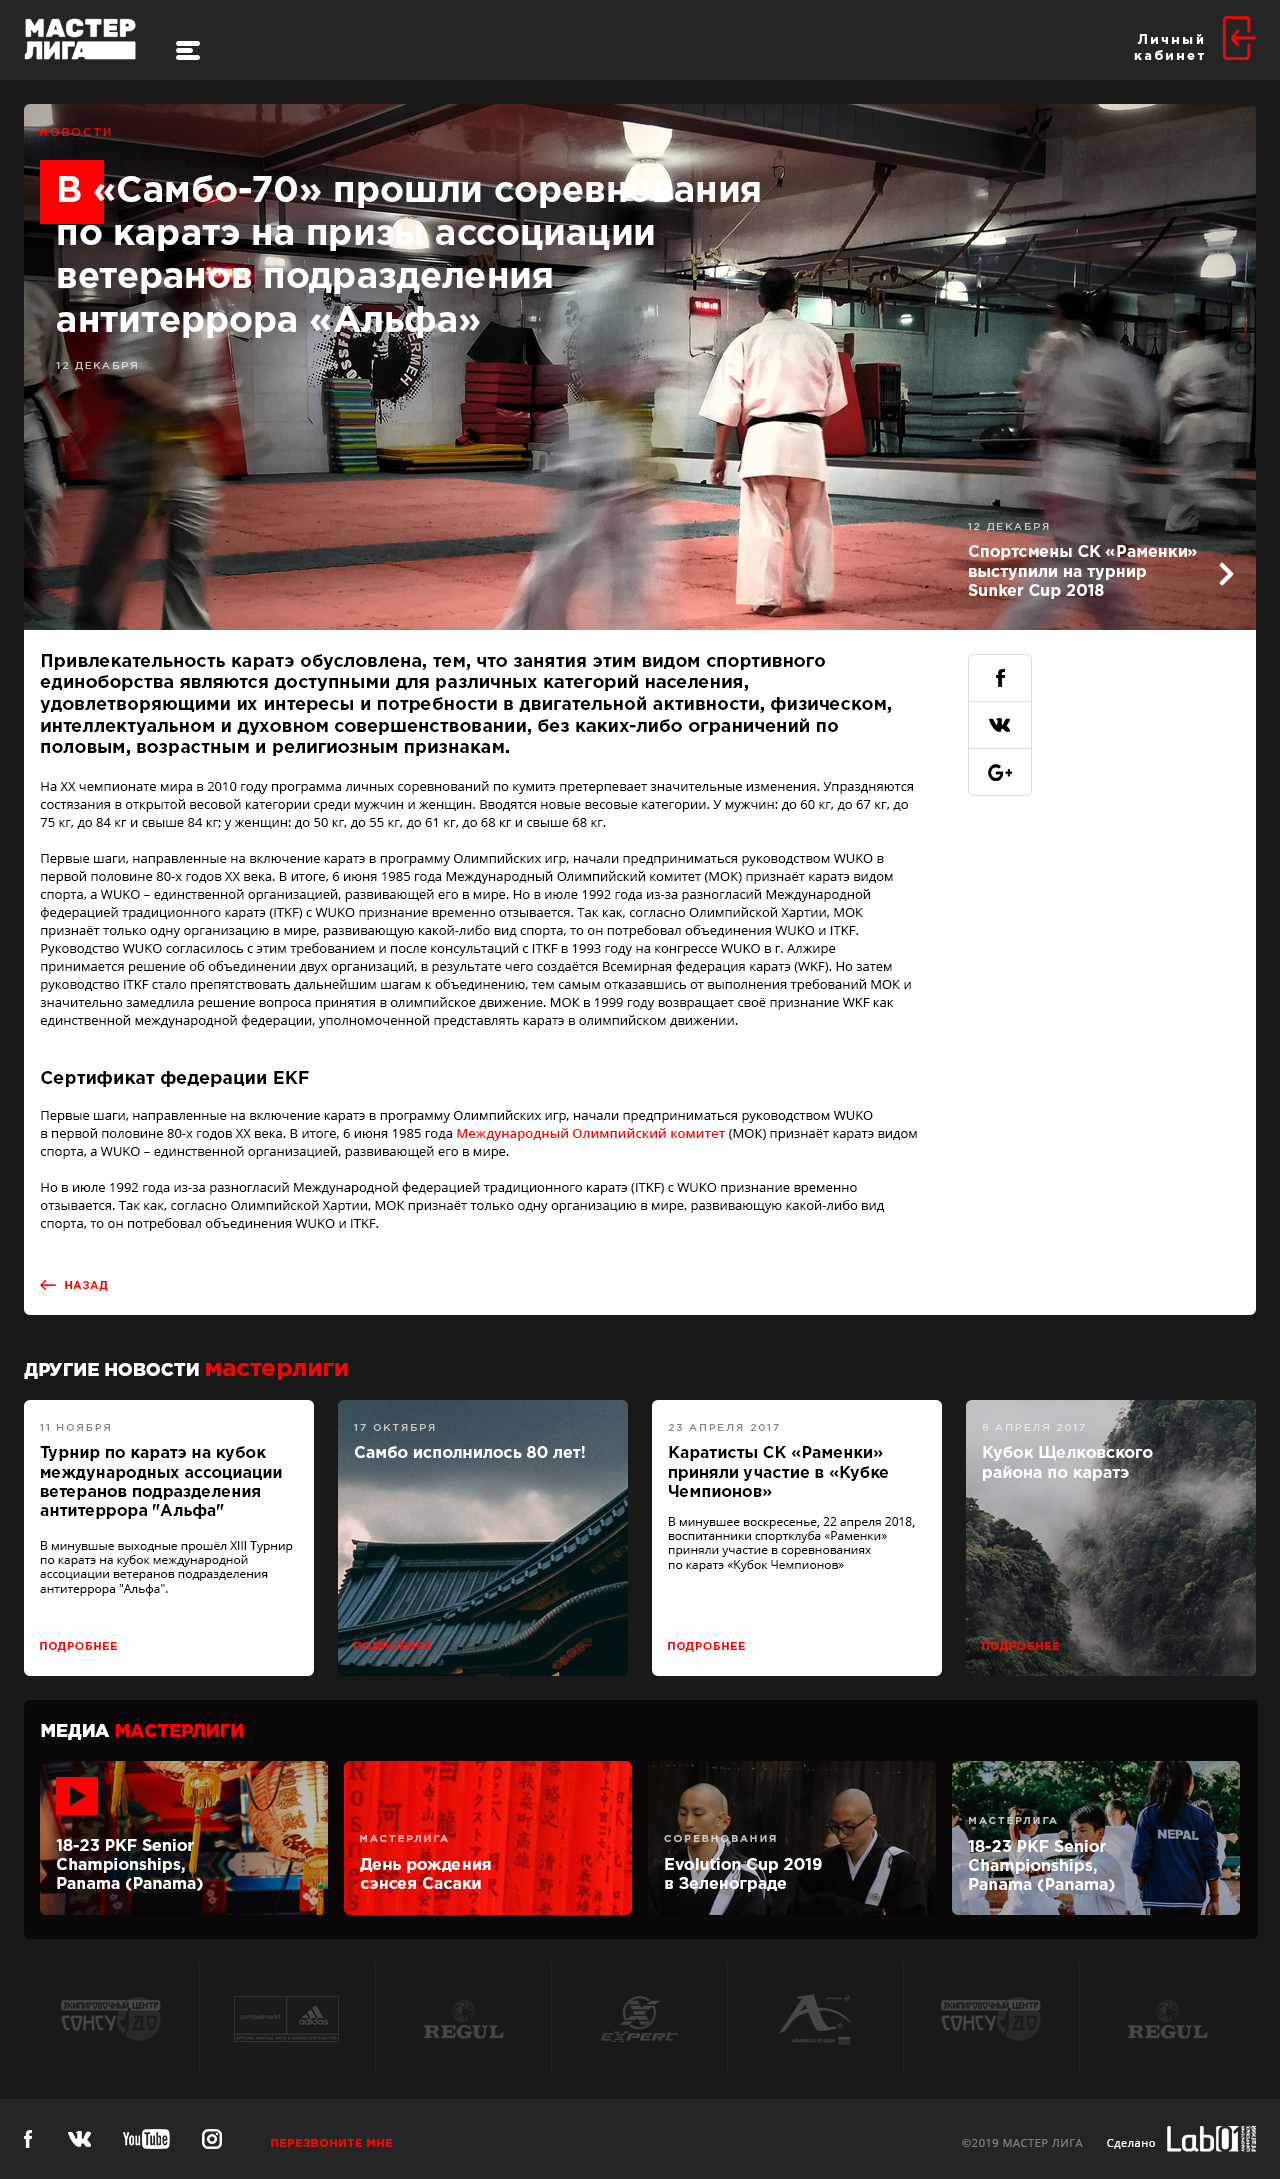 МАСТЕР
ЛИГА
Личный
кабинет
НОВОСТИ
В «Самбо-70» прошли соревнования
по каратэ на призы ассоциации
ветеранов подразделения
антитеррора «Альфа»
12 ДЕКАБРЯ
12 ДЕКАБРЯ
Спортсмены СК «Раменки»
выступили на турнир
Sunker Cup 2018
Привлекательность каратэ обусловлена, тем, что занятия этим видом спортивного
единоборства являются доступными для различных категорий населения,
удовлетворяющими их интересы и потребности в двигательной активности, физическом,
интеллектуальном и духовном совершенствовании, без каких-либо ограничений по
половым, возрастным и религиозным признакам.
На XX чемпионате мира в 2010 году программа личных соревнований по кумитэ претерпевает значительные изменения. Упраздняются
состязания в открытой весовой категории среди мужчин и женщин. Вводятся новые весовые категории. У мужчин: до 60 кг, до 67 кг, до
75 кг, до 84 кг и свыше 84 кг; у женщин: до 50 кг, до 55 кг, до 61 кг, до 68 кг и свыше 68 кг.
Первые шаги, направленные на включение каратэ в программу Олимпийских игр, начали предприниматься руководством WUKO в
первой половине 80-х годов XX века. В итоге, 6 июня 1985 года Международный Олимпийский комитет (МОК) признаёт каратэ видом
спорта, а WUKO – единственной организацией, развивающей его в мире. Но в июле 1992 года из-за разногласий Международной
федерацией традиционного каратэ (ITKF) с WUKO признание временно отзывается. Так как, согласно Олимпийской Хартии, МОК
признаёт только одну организацию в мире, развивающую какой-либо вид спорта, то он потребовал объединения WUKO и ITKF.
Руководство WUKO согласилось с этим требованием и после консультаций с ITKF в 1993 году на конгрессе WUKO в г. Алжире
принимается решение об объединении двух организаций, в результате чего создаётся Всемирная федерация каратэ (WKF). Но затем
руководство ITKF стало препятствовать дальнейшим шагам к объединению, тем самым отказавшись от выполнения требований МОК и
значительно замедлила решение вопроса принятия в олимпийское движение. МОК в 1999 году возвращает своё признание WKF как
единственной международной федерации, уполномоченной представлять каратэ в олимпийском движении.
Сертификат федерации EKF
Первые шаги, направленные на включение каратэ в программу Олимпийских игр, начали предприниматься руководством WUKO
в первой половине 80-х годов XX века. В итоге, 6 июня 1985 года Международный Олимпийский комитет (МОК) признаёт каратэ видом
спорта, а WUKO – единственной организацией, развивающей его в мире.
Но в июле 1992 года из-за разногласий Международной федерацией традиционного каратэ (ITKF) с WUKO признание временно
отзывается. Так как, согласно Олимпийской Хартии, МОК признаёт только одну организацию в мире, развивающую какой-либо вид
спорта, то он потребовал объединения WUKO и ITKF.
НАЗАД
ДРУГИЕ НОВОСТИ мастерлиги
11 НОЯБРЯ
Турнир по каратэ на кубок
международных ассоциации
ветеранов подразделения
антитеррора "Альфа"
В минувшые выходные прошёл XIII Турнир
по каратэ на кубок международной
ассоциации ветеранов подразделения
антитеррора "Альфа".
ПОДРОБНЕЕ
17 ОКТЯБРЯ
Самбо исполнилось 80 лет!
ПОДРОБНЕЕ
23 АПРЕЛЯ 2017
Каратисты СК «Раменки»
приняли участие в «Кубке
Чемпионов»
В минувшее воскресенье, 22 апреля 2018,
воспитанники спортклуба «Раменки»
приняли участие в соревнованиях
по каратэ «Кубок Чемпионов»
ПОДРОБНЕЕ
8 АПРЕЛЯ 2017
Кубок Щелковского
района по каратэ
ПОДРОБНЕЕ
МЕДИА МАСТЕРЛИГИ
18-23 PKF Senior
Championships,
Panama (Panama)
МАСТЕРЛИГА
День рождения
сэнсея Сасаки
СОРЕВНОВАНИЯ
Evolution Cup 2019
в Зеленограде
МАСТЕРЛИГА
18-23 PKF Senior
Championships,
Panama (Panama)
NEPAL
ЭКИПИРОВОЧНЫЙ ЦЕНТР
СОНСУДО
combatmarkt
adidas
REGUL
EXPERT
ЭКИПИРОВОЧНЫЙ ЦЕНТР
СОНСУДО
REGUL
You Tube
ПЕРЕЗВОНИТЕ МНЕ
©2019 МАСТЕР ЛИГА
Сделано
Lab01